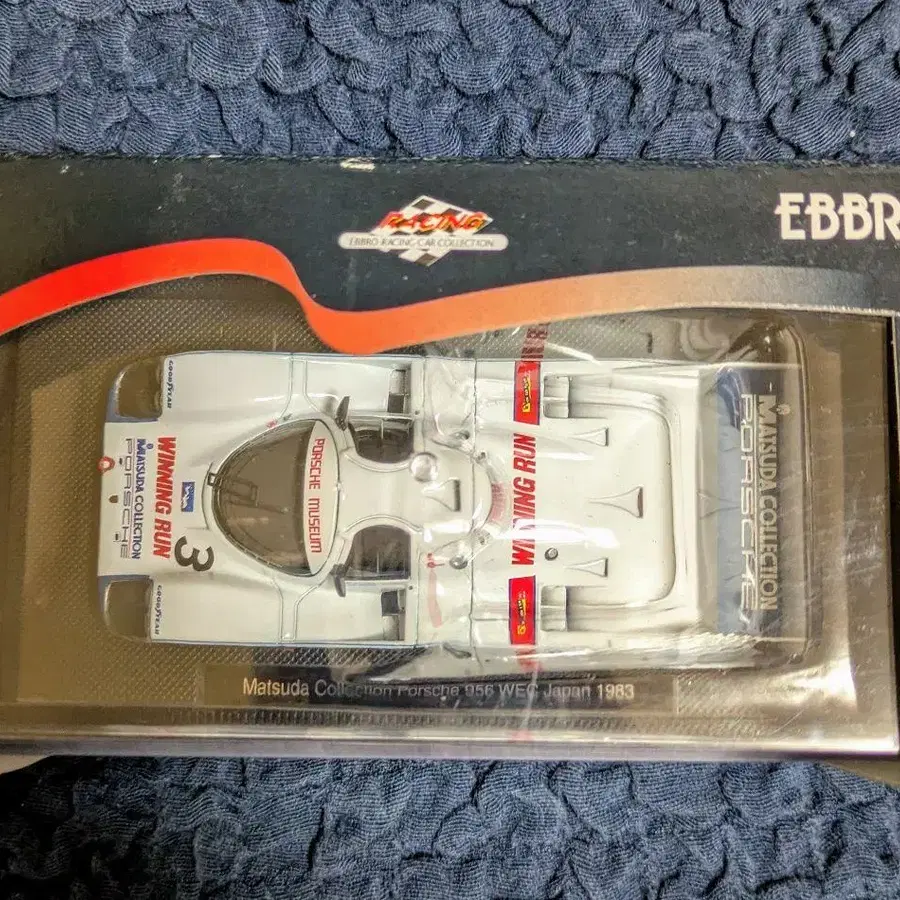 RACING
EBBRO RACING CAR COLLECTION
EBBR
GOODYEAR
WINNING RUN
MATSUDA COLLECTION
PORSCHE
3
PORSCHE MUSEUM
WINNING RUN
MATSUDA COLLECTION
PORSCHE
GOODYEAR
Matsuda Collection Porsche 956 WEC Japan 1983